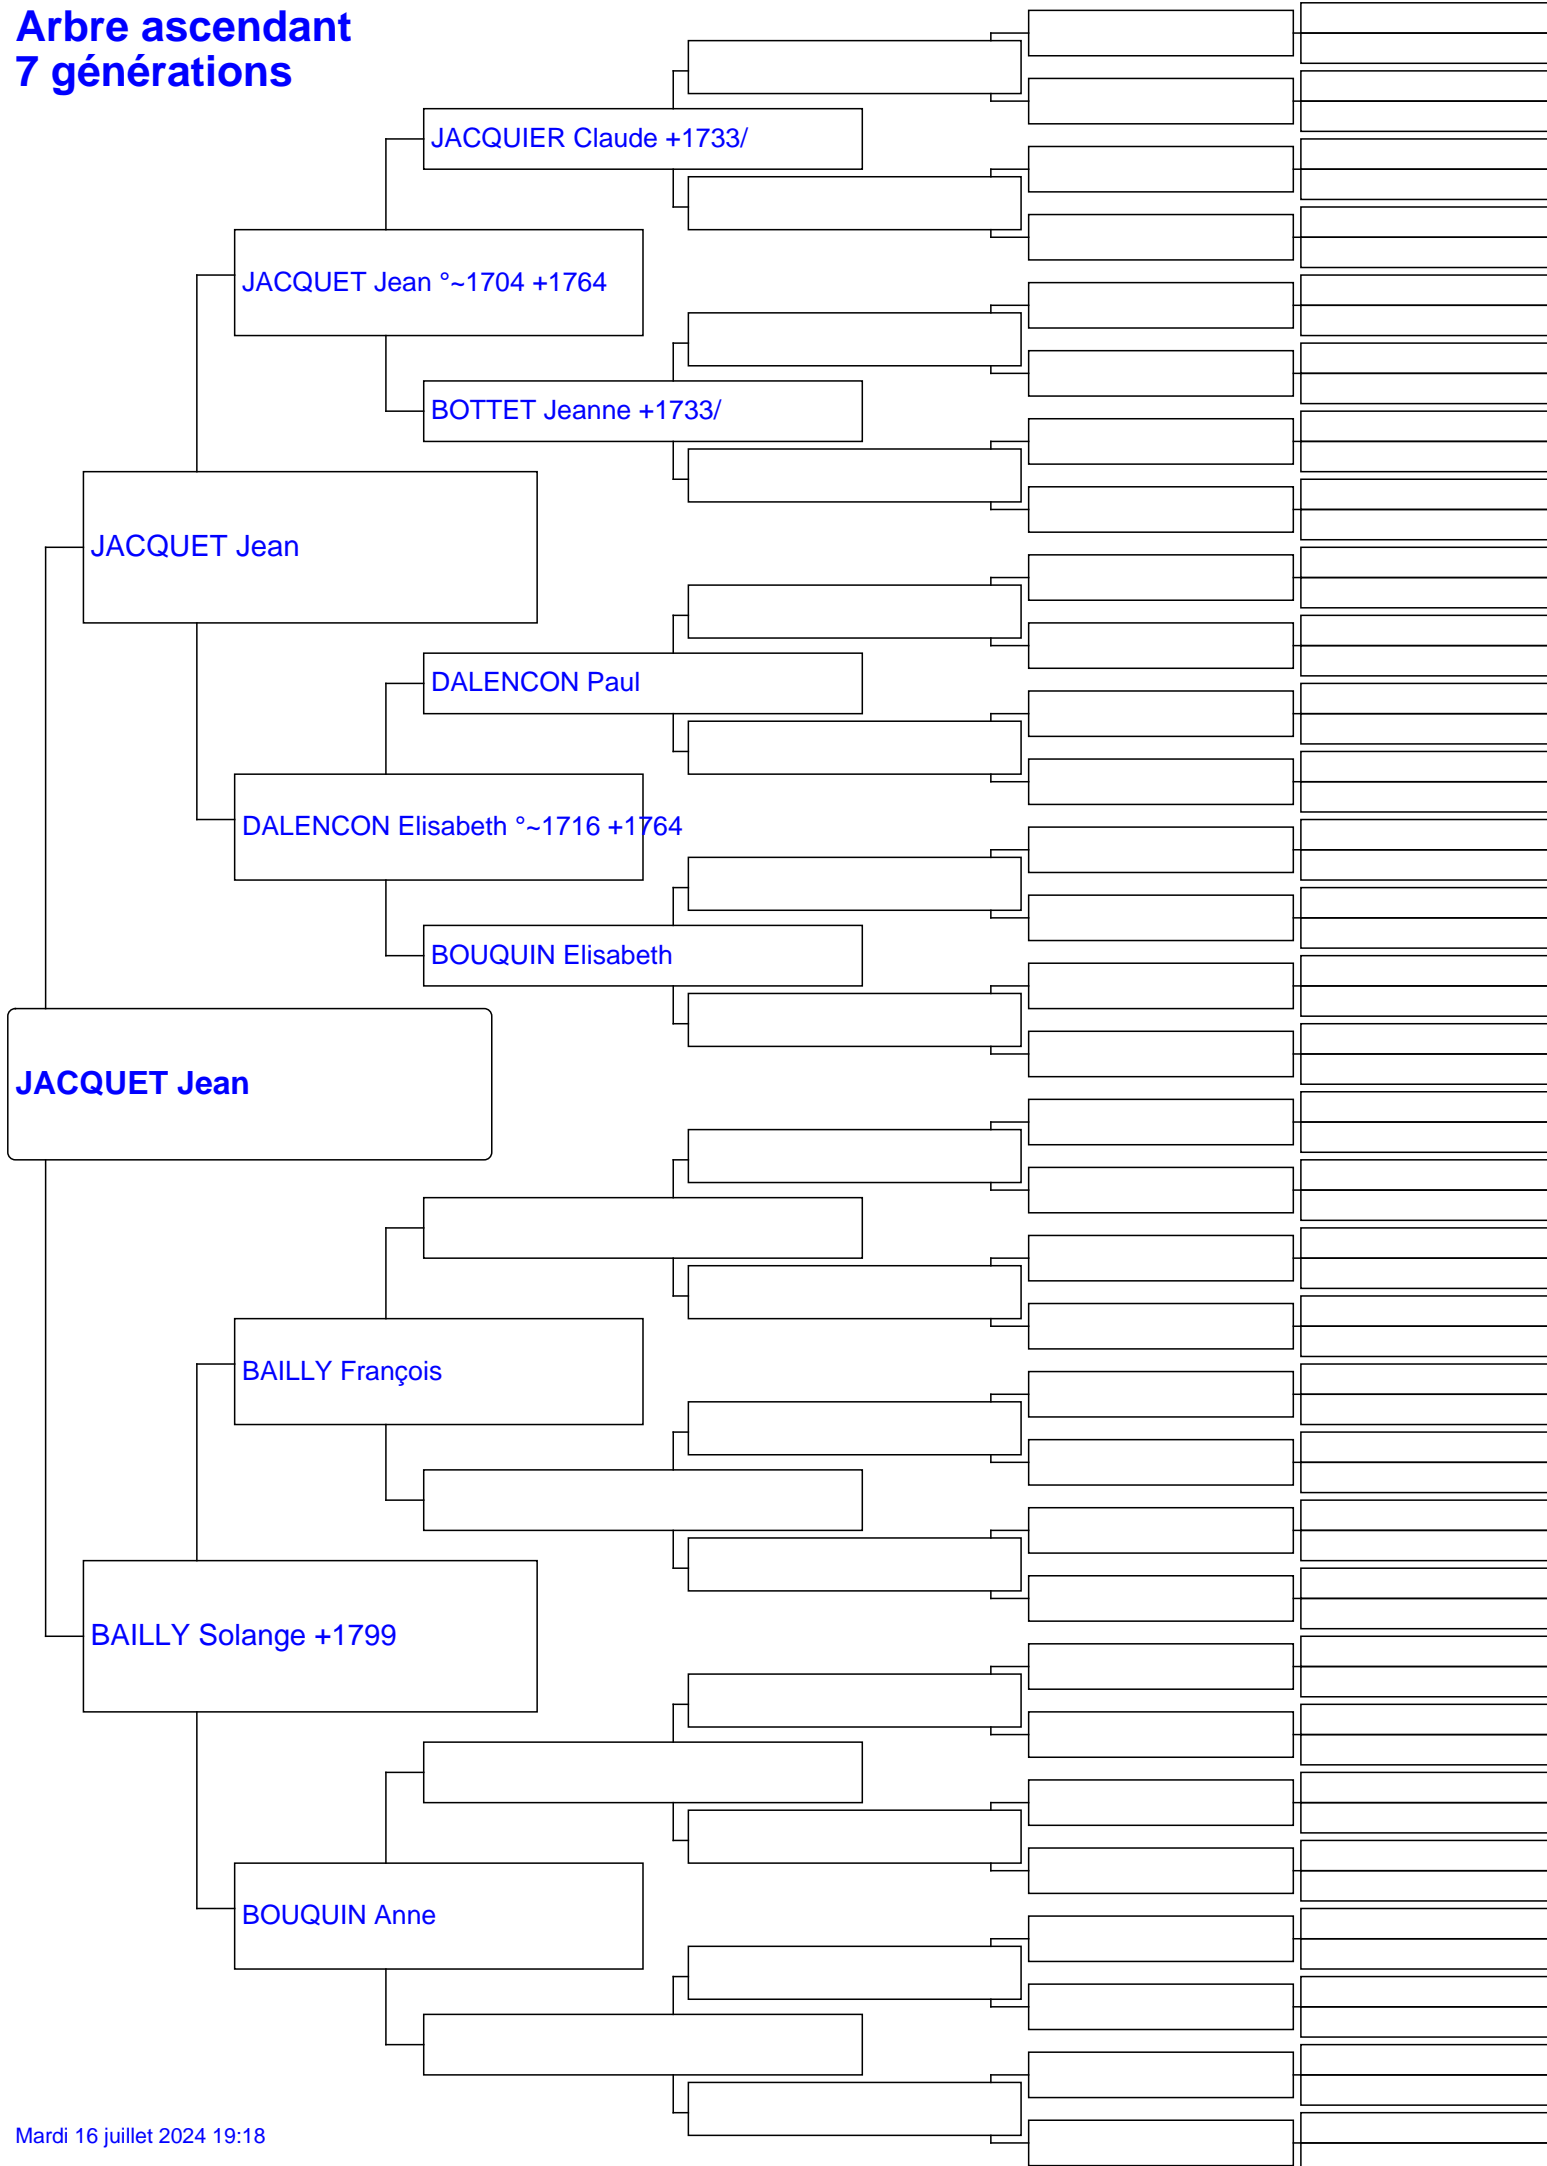 Arbre ascendant
7 générations
JACQUIER Claude +1733/
JACQUET Jean °~1704 +1764
BOTTET Jeanne +1733/
JACQUET Jean
DALENCON Paul
DALENCON Elisabeth °~1716 +1764
BOUQUIN Elisabeth
JACQUET Jean
BAILLY François
BAILLY Solange +1799
BOUQUIN Anne
Mardi 16 juillet 2024 19:18